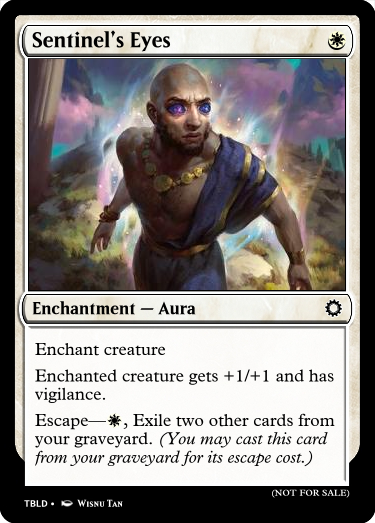 Sentinel's Eyes
Enchantment — Aura
Enchant creature
Enchanted creature gets +1/+1 and has
vigilance.
Escape—, Exile two other cards from
your graveyard. (You may cast this card
from your graveyard for its escape cost.)
(NOT FOR SALE)
TBLD • Wisnu Tan